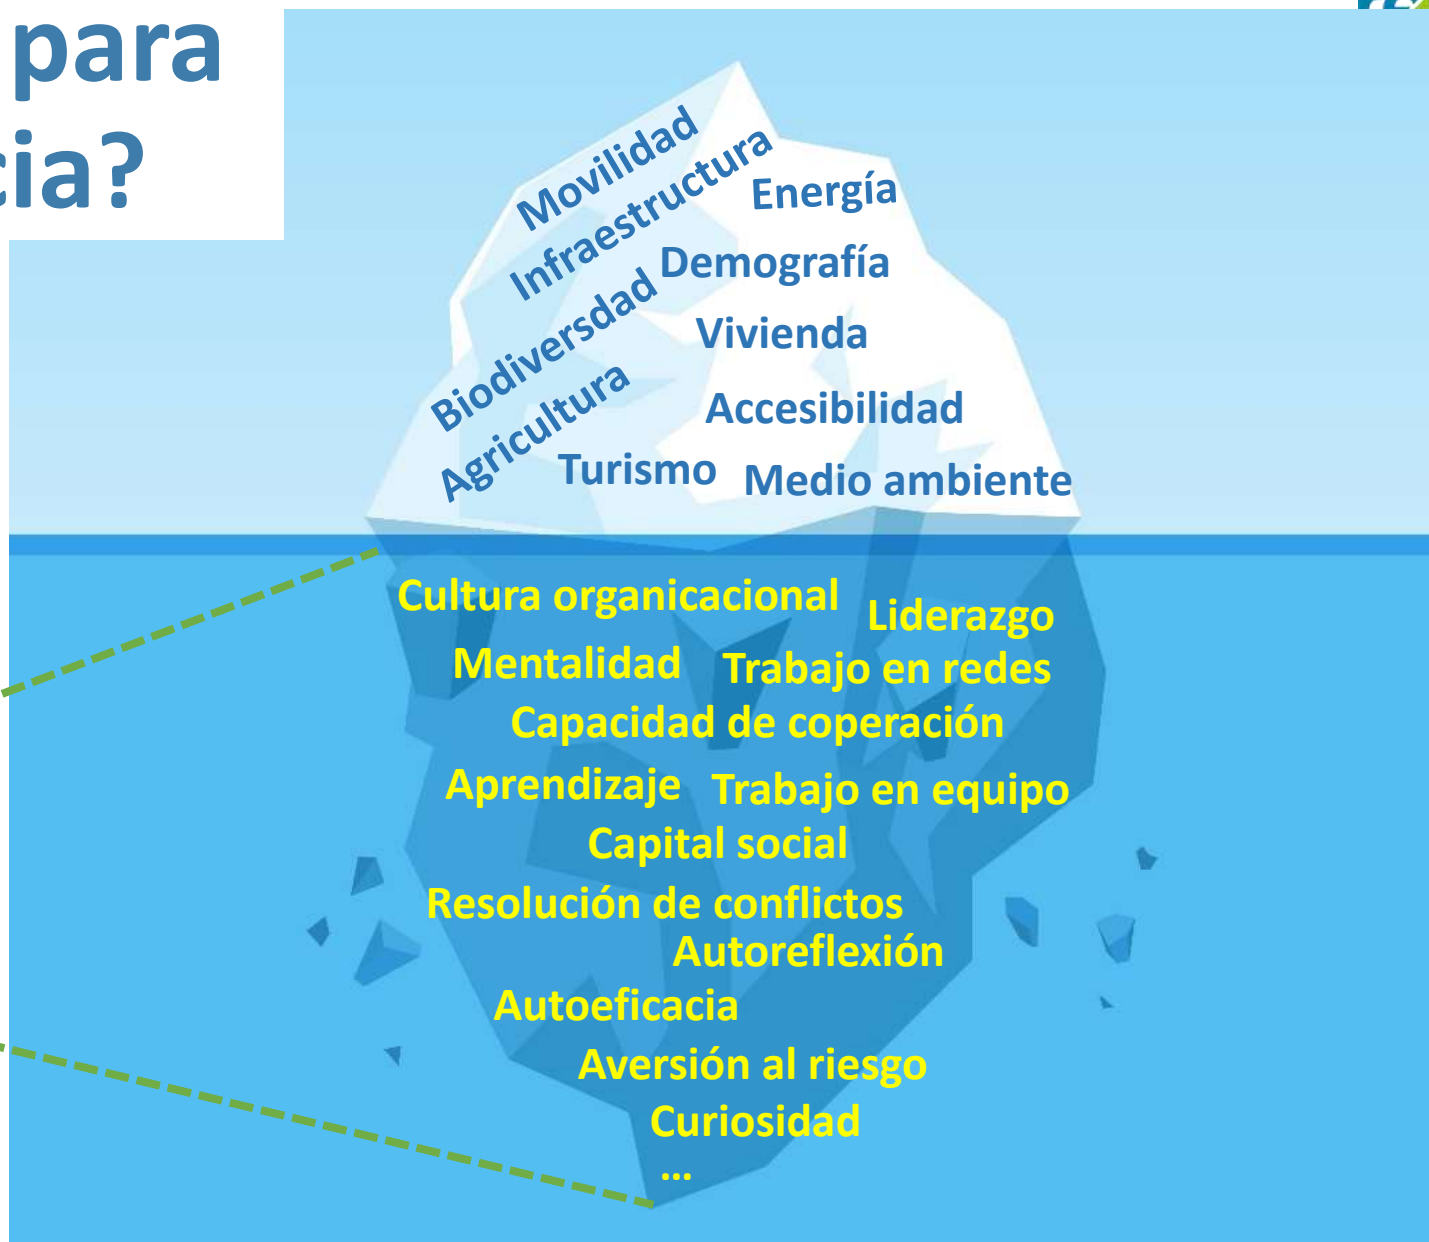 para
cia?
Movilidad
Infraestructura
Energía
Demografía
Biodiversdad
Vivienda
Agricultura
Accesibilidad
Turismo
Medio ambiente
Cultura organicacional
Liderazgo
Mentalidad
Trabajo en redes
Capacidad de coperación
Aprendizaje
Trabajo en equipo
Capital social
Resolución de conflictos
Autoreflexión
Autoeficacia
Aversión al riesgo
Curiosidad
...